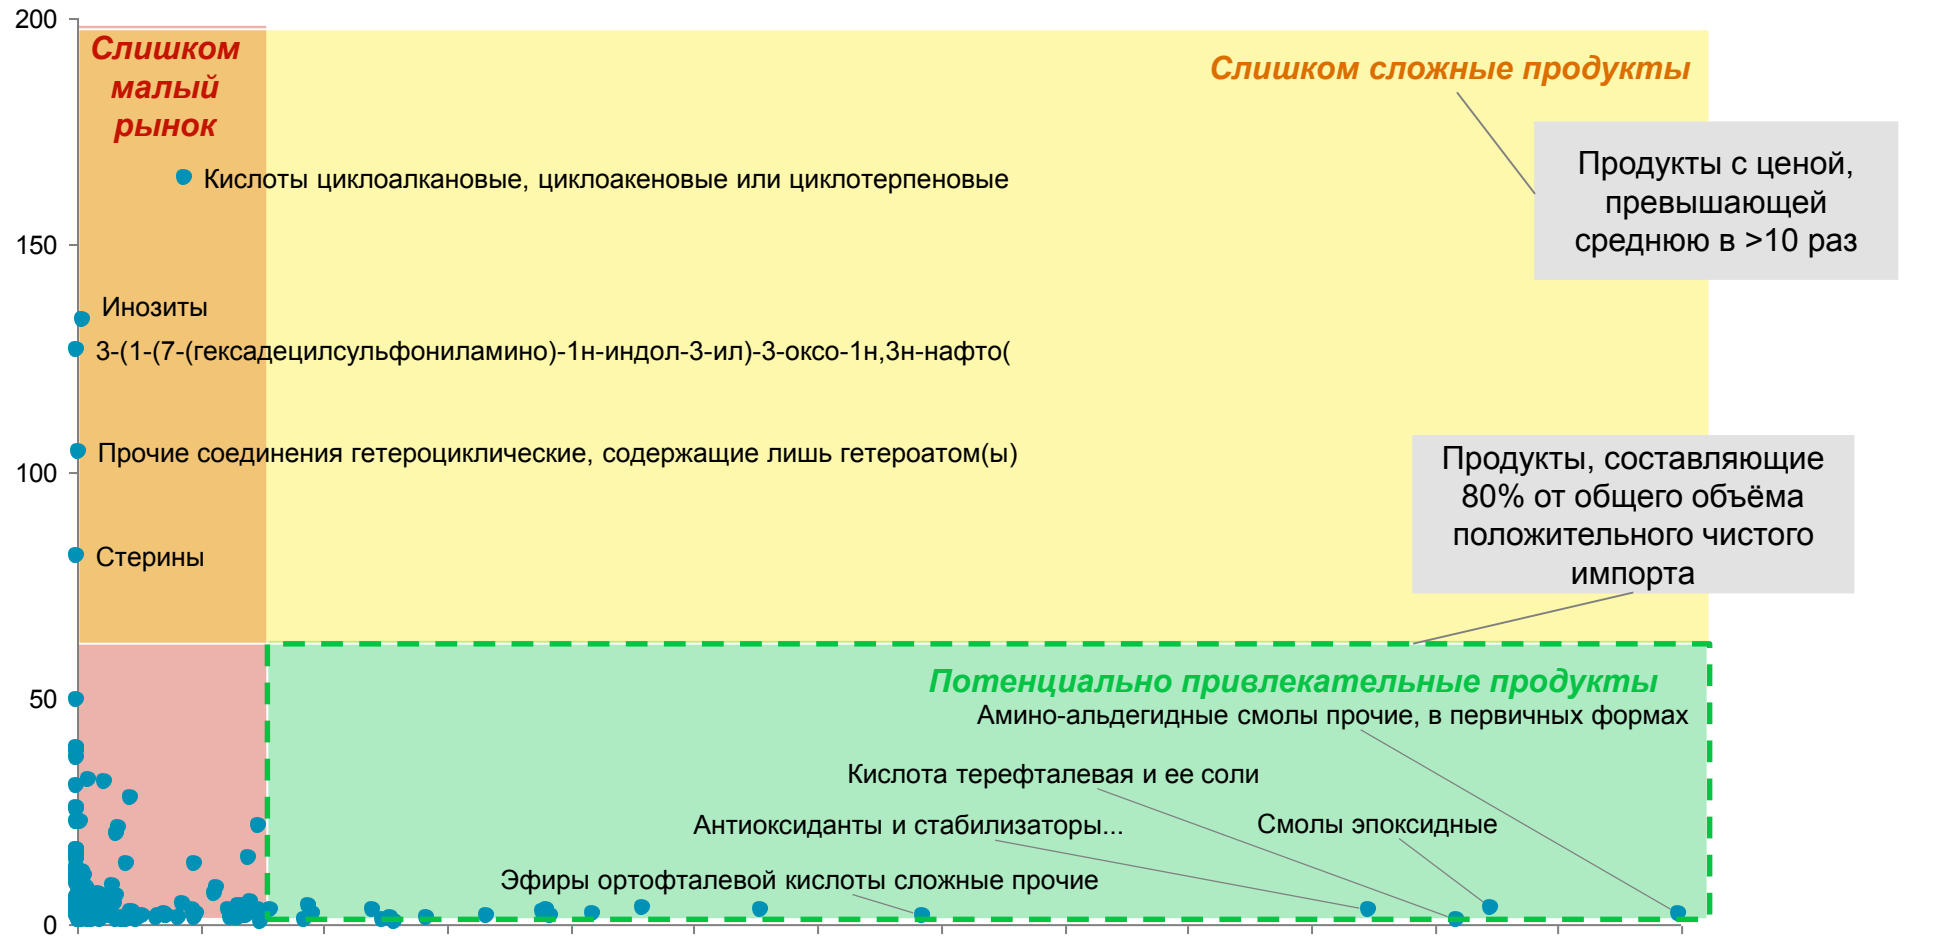 200
Слишком
малый
рынок
Слишком сложные продукты
Продукты с ценой,
превышающей
среднюю в >10 раз
Кислоты циклоалкановые, циклоакеновые или циклотерпеновые
150
Инозиты
3-(1-(7-(гексадецилсульфониламино)-1н-индол-3-ил)-3-оксо-1н,3н-нафто(
Прочие соединения гетероциклические, содержащие лишь гетероатом(ы)
100
Продукты, составляющие
80% от общего объёма
положительного чистого
импорта
Стерины
50
Потенциально привлекательные продукты
Амино-альдегидные смолы прочие, в первичных формах
Кислота терефталевая и ее соли
Антиоксиданты и стабилизаторы...
Смолы эпоксидные
Эфиры ортофталевой кислоты сложные прочие
0